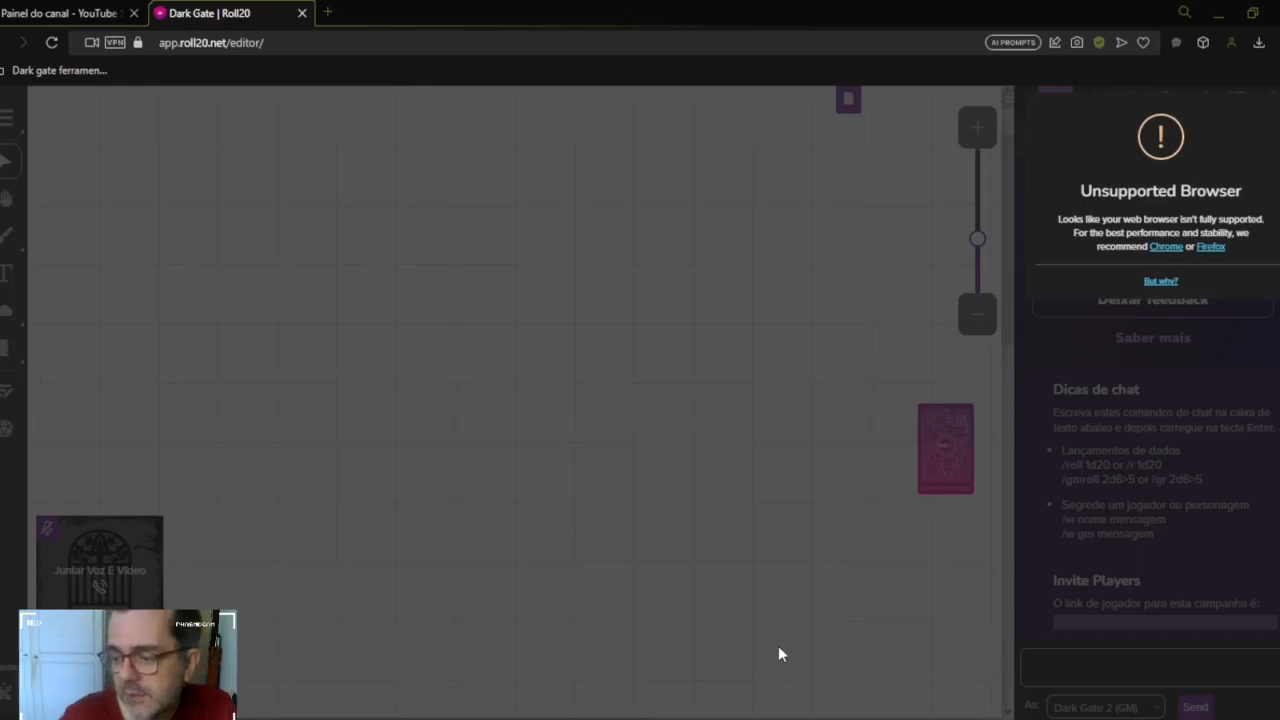 Painel do canal - YouTube
Dark Gate | Roll20
VPN
app.roll20.net/editor/
AI PROMPTS
Dark gate ferramen...
Unsupported Browser
Looks like your web browser isn't fully supported.
For the best performance and stability, we
recommend Chrome or Firefox
But why?
Deixar feedback
Saber mais
Dicas de chat
Escreva estes comandos de chat na caixa de
texto abaixo e depois carregue na tecla Enter.
Lançamentos de dados
/roll 1d20 or /r 1d20
/gmroll 2d6>5 or /gr 2d6>5
Segrede um jogador ou personagem
/w nome mensagem
/w gm mensagem
Invite Players
O link de jogador para esta campanha é:
Juntar Voz E Vídeo
PHASMOCAM
As:
Dark Gate 2 (GM)
Send